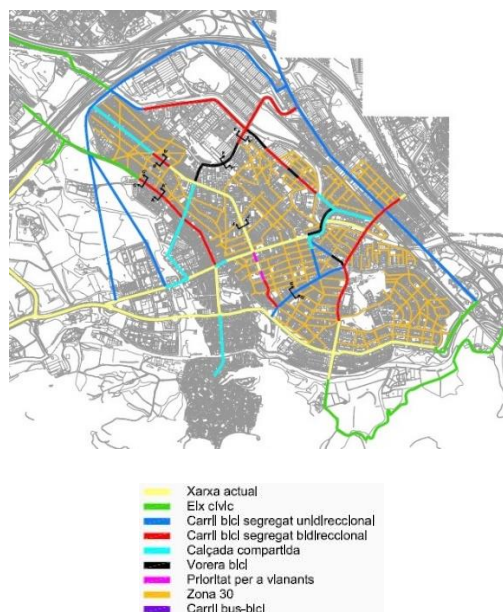 Xarxa actual
Eix cívic
Carril bici segregat unidireccional
Carril bici segregat bidireccional
Calçada compartida
Vorera bici
Prioritat per a vianants
Zona 30
Carril bus-bici